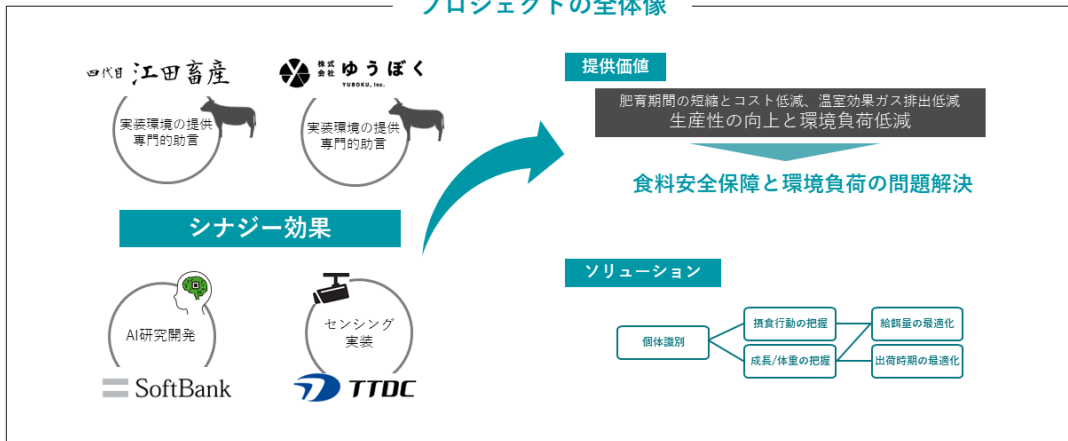 プロジェクトの全体像
四代目 江田畜産
株式会社 ゆうぼく
YUBOKU, Inc.
実装環境の提供
専門的助言
実装環境の提供
専門的助言
シナジー効果
AI研究開発
SoftBank
センシング
実装
TTDC
提供価値
肥育期間の短縮とコスト低減、温室効果ガス排出低減
生産性の向上と環境負荷低減
食料安全保障と環境負荷の問題解決
ソリューション
個体識別
摂食行動の把握
給餌量の最適化
成長/体重の把握
出荷時期の最適化